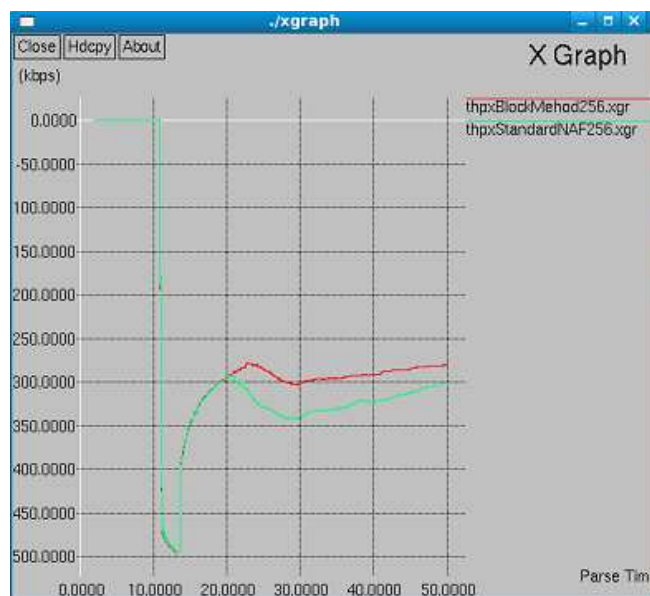 ./xgraph
Close Hdcpy About
X Graph
(kbps)
thpxBlockMehod256.xgr
thpxStandardNAF256.xgr
0.0000
-50.0000
100.0000
150.0000
200.0000
250.0000
300.0000
350.0000
400.0000
450.0000
500.0000
Parse Tim
0.0000 10.0000 20.0000 30.0000 40.0000 50.0000